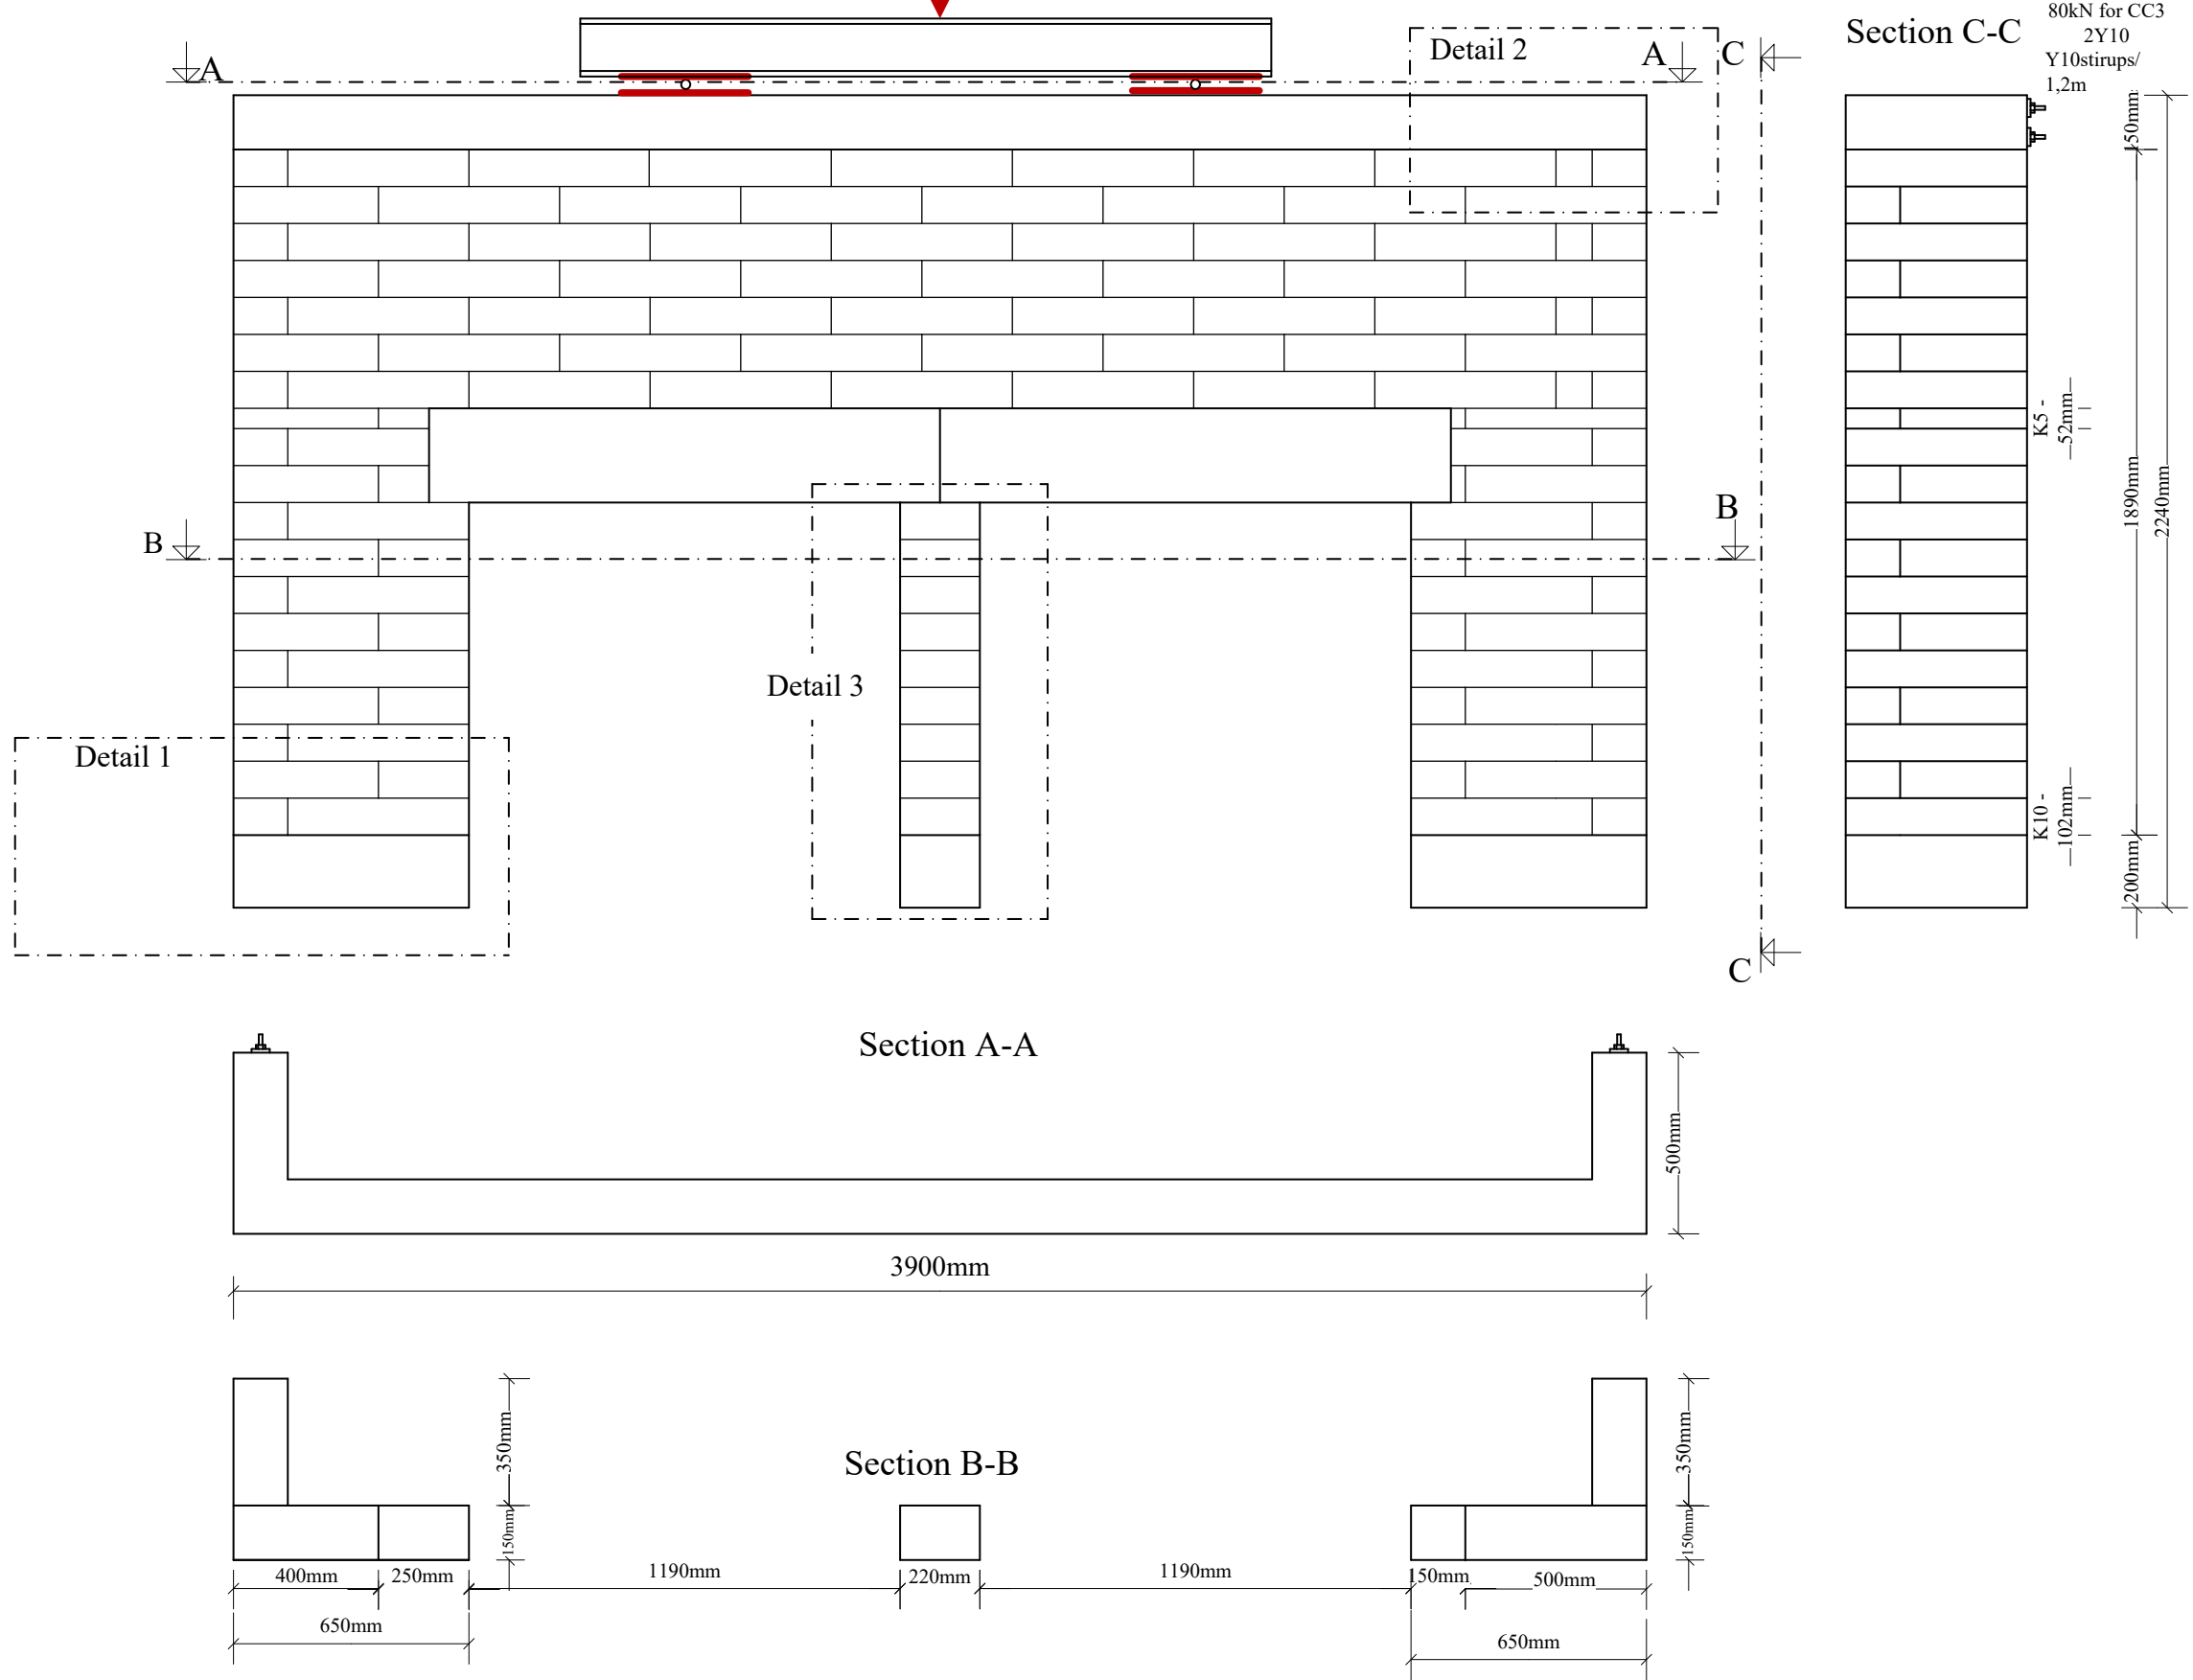 80kN for CC3
2Y10
Y10stirups/
1,2m
Section C-C
Detail 2
A
A
C
150mm
K5 -
52mm
1890mm
2240mm
B
B
Detail 3
Detail 1
K10 -
102mm
200mm
C
Section A-A
500mm
3900mm
350mm
350mm
Section B-B
150mm
150mm
400mm
250mm
1190mm
220mm
1190mm
150mm
500mm
650mm
650mm